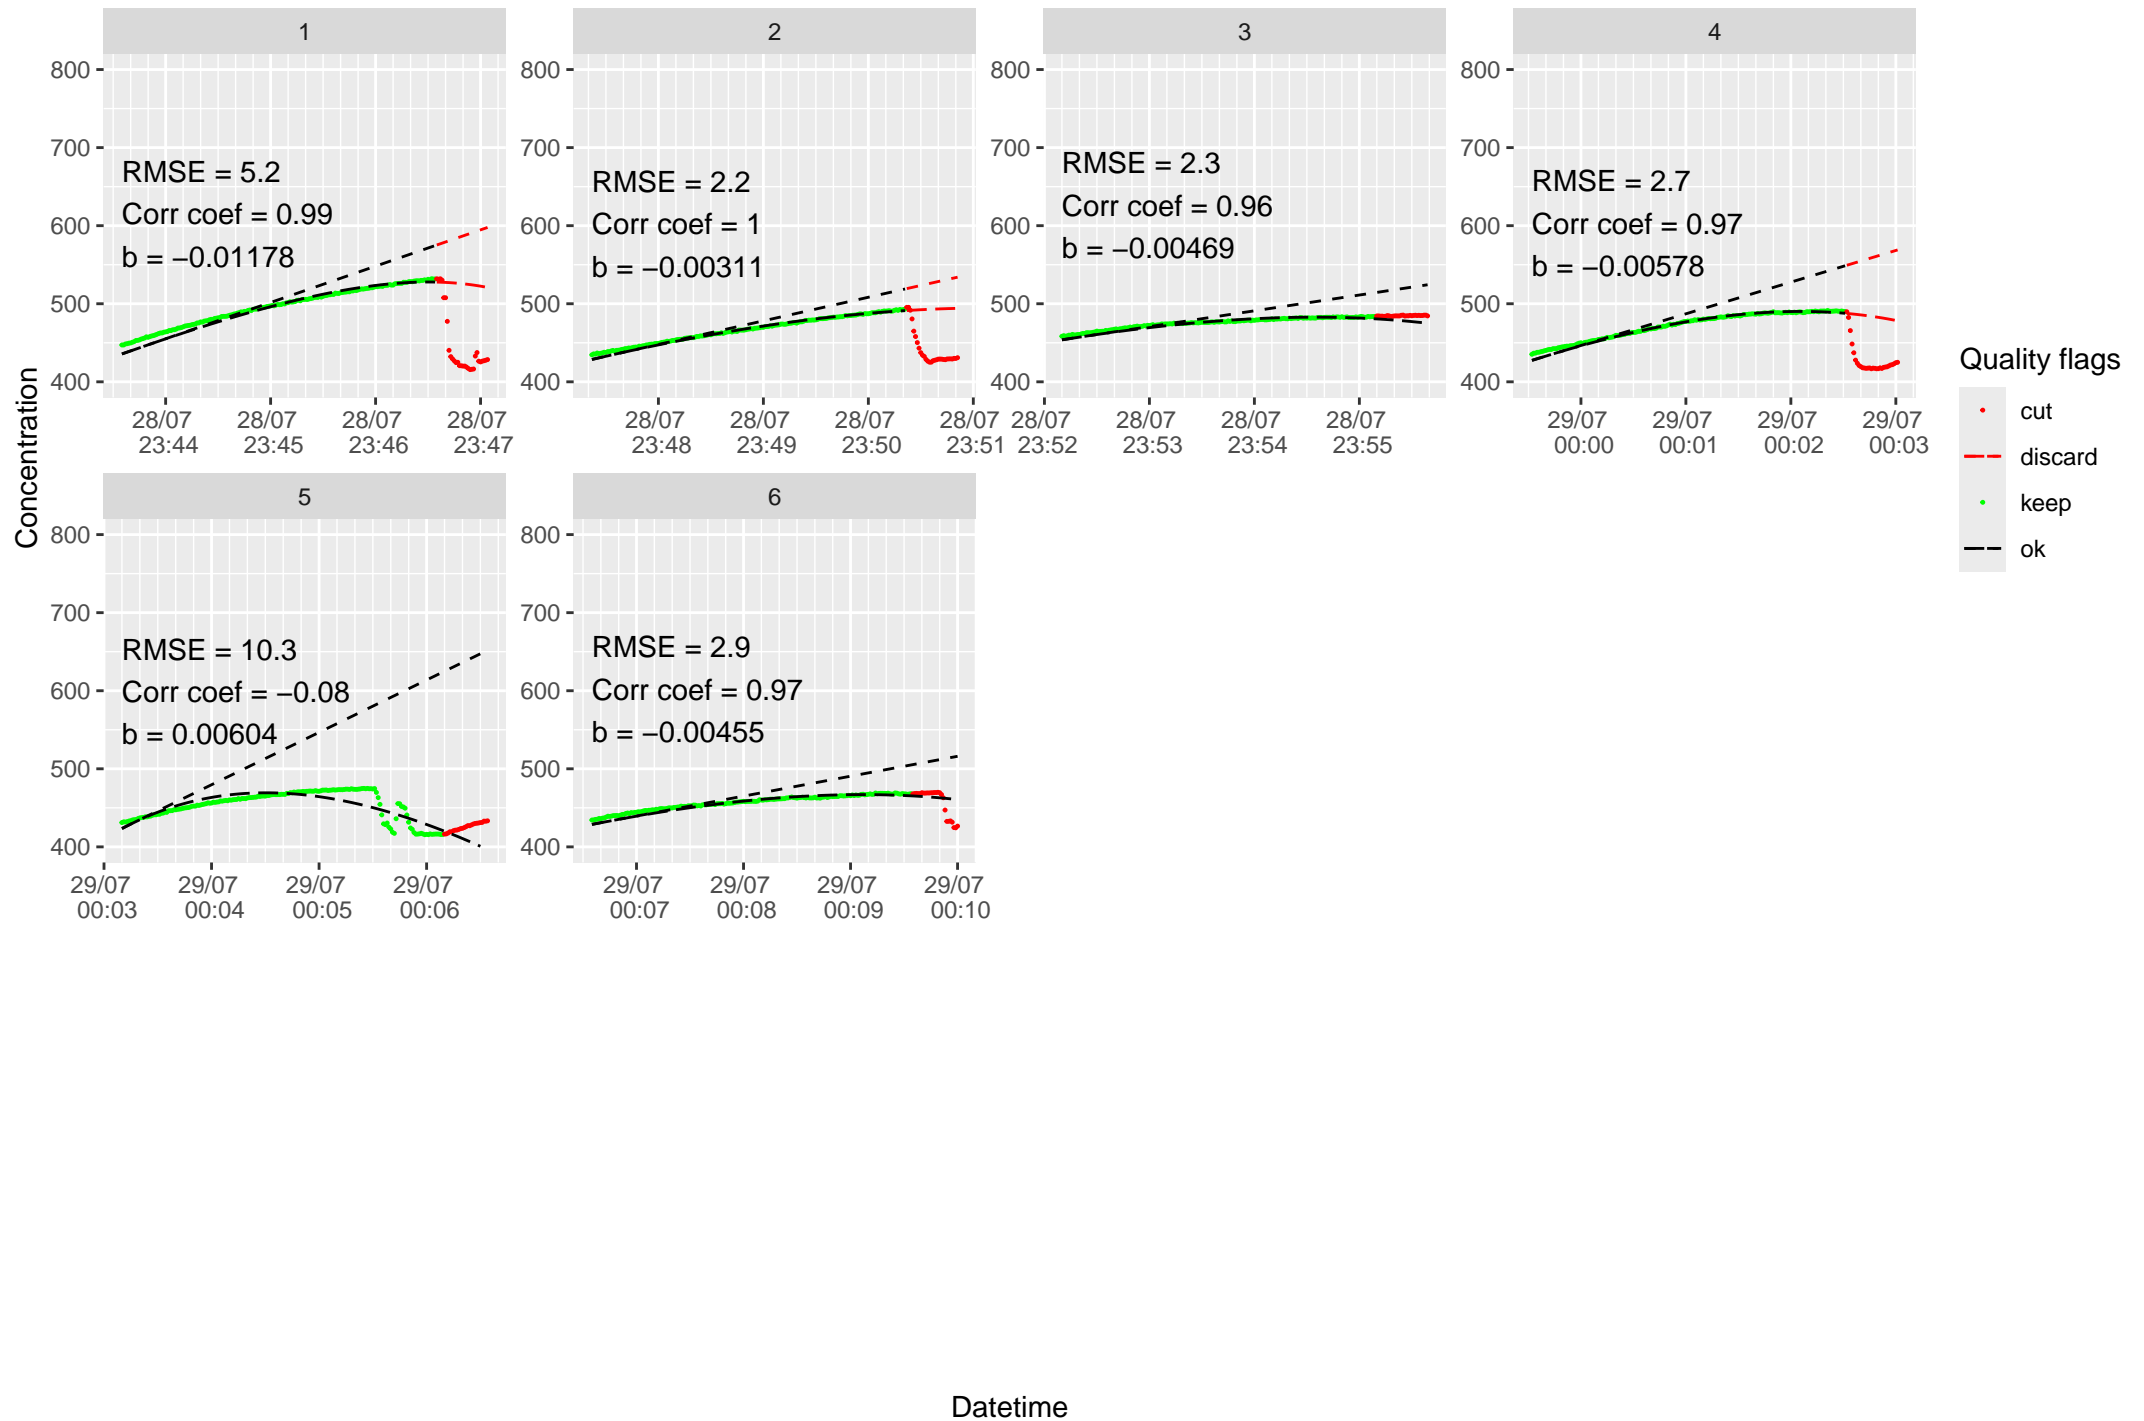 1
2
3
4
800
700
600
500
400
RMSE = 5.2
Corr coef = 0.99
b = −0.01178
28/07 28/07 28/07 28/07
23:44 23:45 23:46 23:47
800
700
600
500
400
RMSE = 2.2
Corr coef = 1
b = −0.00311
28/07 28/07 28/07 28/07
23:48 23:49 23:50 23:51
800
700
600
500
400
RMSE = 2.3
Corr coef = 0.96
b = −0.00469
28/07 28/07 28/07 28/07
23:52 23:53 23:54 23:55
800
700
600
500
400
RMSE = 2.7
Corr coef = 0.97
b = −0.00578
29/07 29/07 29/07 29/07
00:00 00:01 00:02 00:03
Concentration
5
6
800
700
600
500
400
RMSE = 10.3
Corr coef = −0.08
b = 0.00604
29/07 29/07 29/07 29/07
00:03 00:04 00:05 00:06
800
700
600
500
400
RMSE = 2.9
Corr coef = 0.97
b = −0.00455
29/07 29/07 29/07 29/07
00:07 00:08 00:09 00:10
Quality flags
cut
discard
keep
ok
Datetime